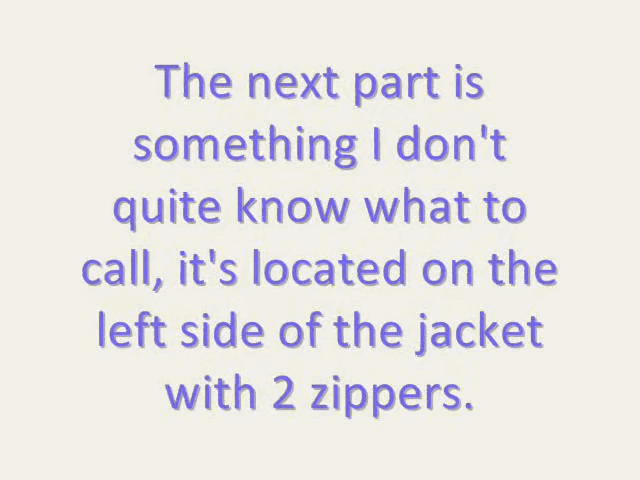 The next part is
something I don't
quite know what to
call, it's located on the
left side of the jacket
with 2 zippers.